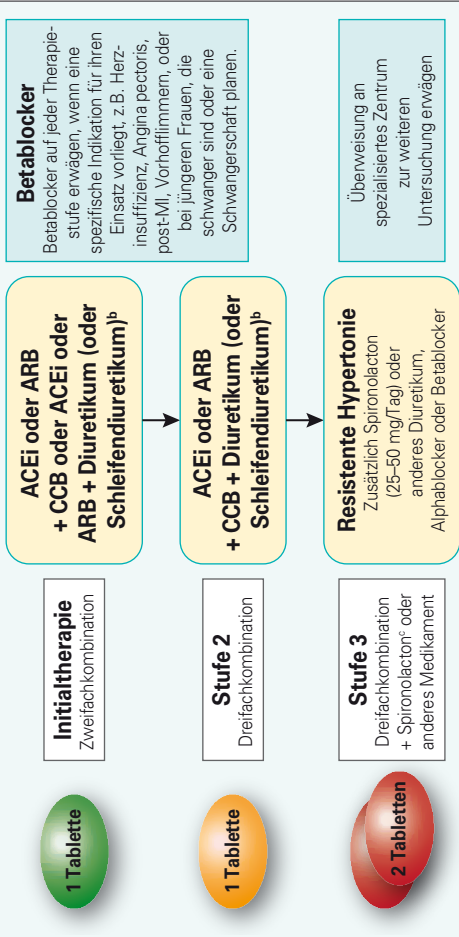 1 Tablette
Initialtherapie
Zweifachkombination
ACEi oder ARB
+ CCB oder ACEi oder
ARB + Diuretikum (oder
Schleifendiuretikum)ᵇ
Betablocker
Betablocker auf jeder Therapie-
stufe erwägen, wenn eine
spezifische Indikation für ihren
Einsatz vorliegt, z.B. Herz-
insuffizienz, Angina pectoris,
post-MI, Vorhofflimmern, oder
bei jüngeren Frauen, die
schwanger sind oder eine
Schwangerschaft planen.
1 Tablette
Stufe 2
Dreifachkombination
ACEi oder ARB
+ CCB + Diuretikum (oder
Schleifendiuretikum)ᵇ
2 Tabletten
Stufe 3
Dreifachkombination
+ Spironolactonᶜ oder
anderes Medikament
Resistente Hypertonie
Zusätzlich Spironolacton
(25–50 mg/Tag) oder
anderes Diuretikum,
Alphablocker oder Betablocker
Überweisung an
spezialisiertes Zentrum
zur weiteren
Untersuchung erwägen